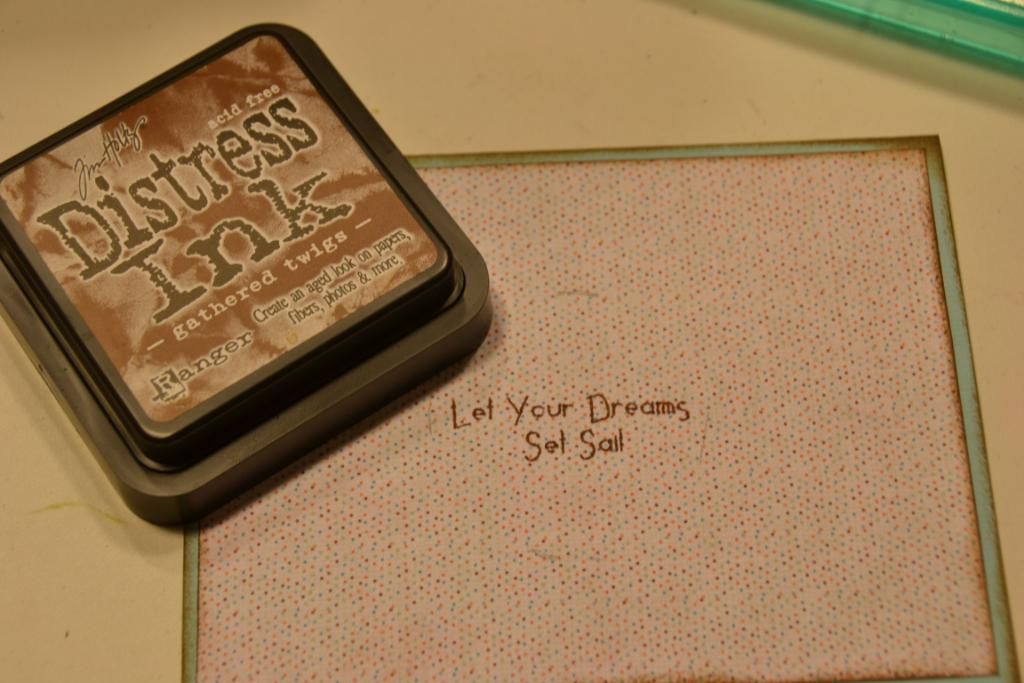 Tim Holtz
acid free
Distress
Ink
— gathered twigs —
Ranger
Create an aged look on papers,
fibers, photos & more
Let Your Dreams
Set Sail